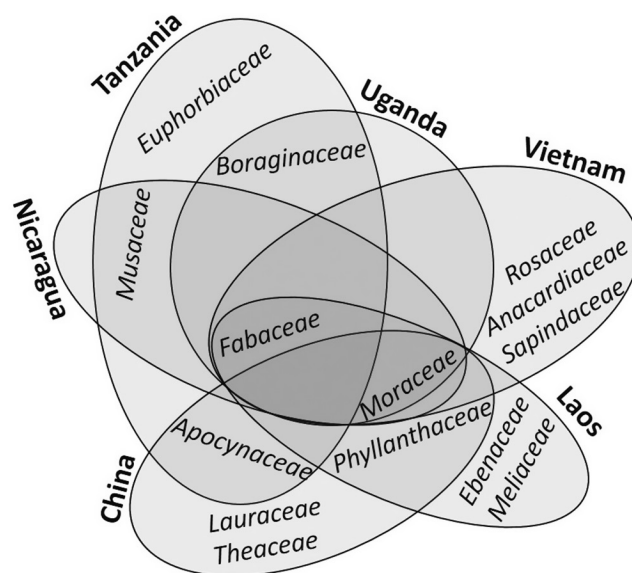 Tanzania
Euphorbiaceae
Uganda
Boraginaceae
Vietnam
Nicaragua
Musaceae
Rosaceae
Anacardiaceae
Sapindaceae
Fabaceae
Moraceae
Laos
Apocynaceae
Phyllanthaceae
Ebenaceae
Meliaceae
China
Lauraceae
Theaceae